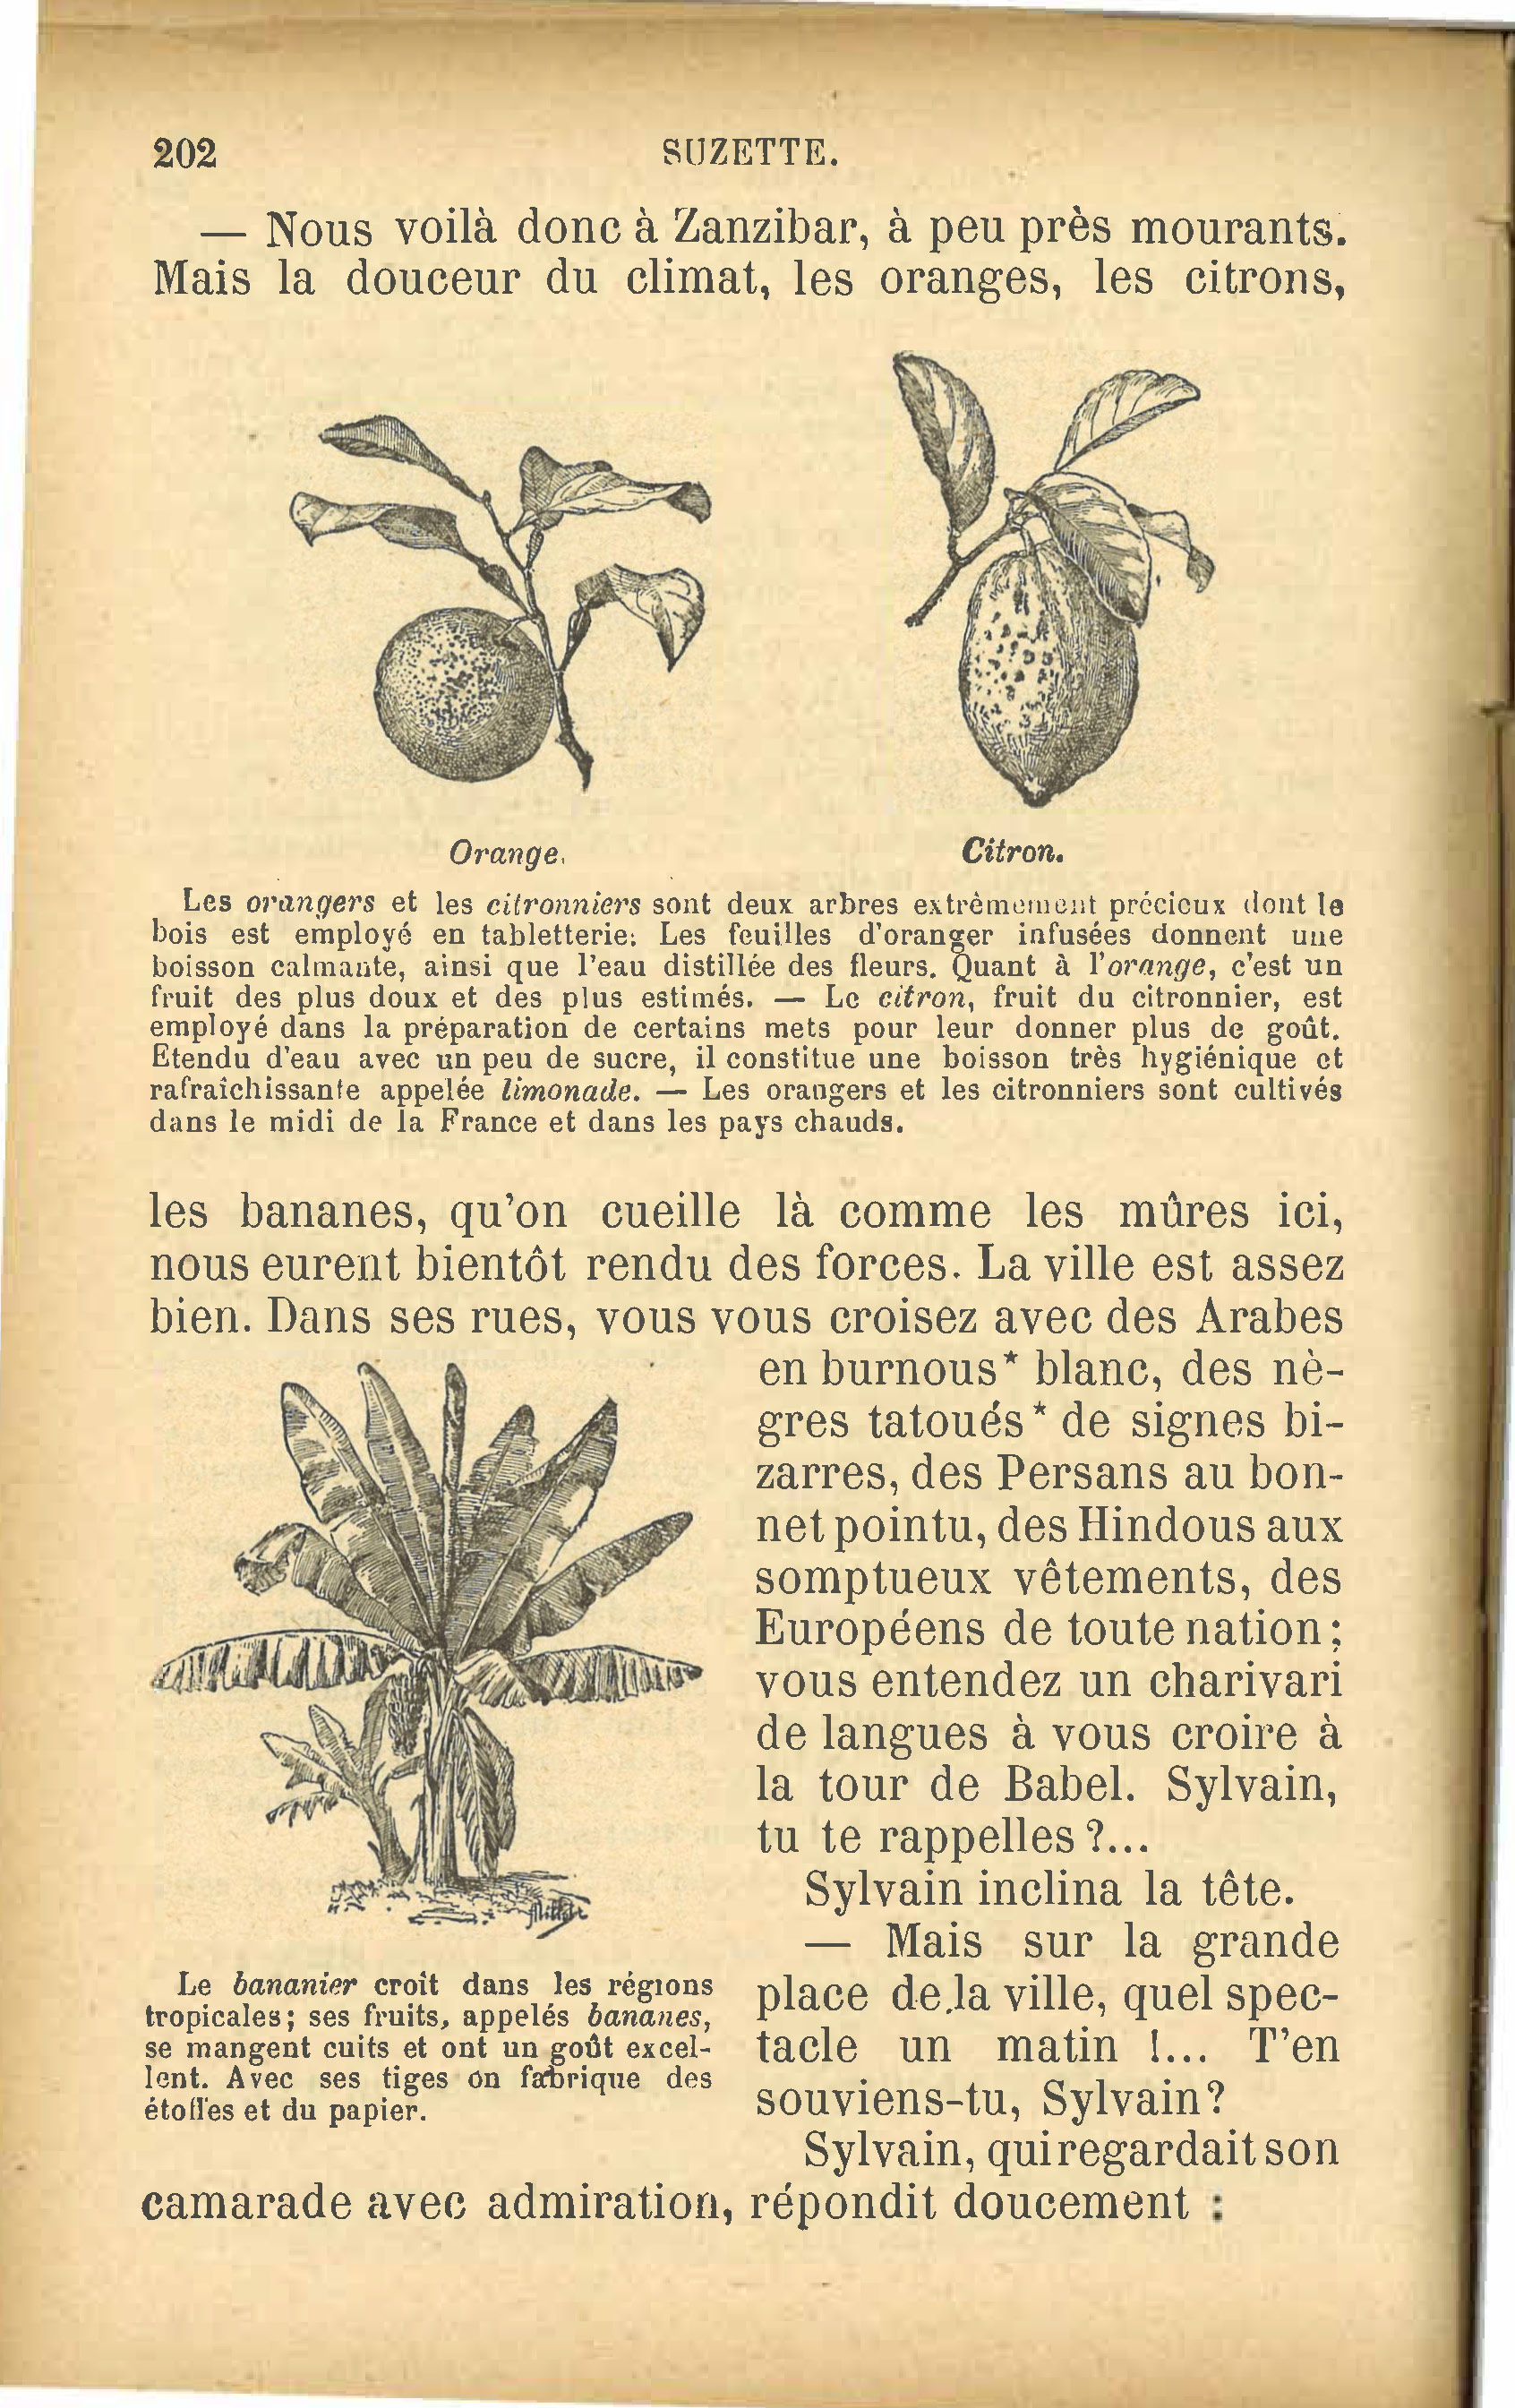 202
SUZETTE.
— Nous voilà donc à Zanzibar, à peu près mourants.
Mais la douceur du climat, les oranges, les citrons,
Orange.
Citron.
Les orangers et les citronniers sont deux arbres extrêmement précieux dont le
bois est employé en tabletterie. Les feuilles d'oranger infusées donnent une
boisson calmante, ainsi que l'eau distillée des fleurs. Quant à l'orange, c'est un
fruit des plus doux et des plus estimés. — Le citron, fruit du citronnier, est
employé dans la préparation de certains mets pour leur donner plus de goût.
Etendu d'eau avec un peu de sucre, il constitue une boisson très hygiénique et
rafraîchissante appelée limonade. — Les orangers et les citronniers sont cultivés
dans le midi de la France et dans les pays chauds.
les bananes, qu'on cueille là comme les mûres ici,
nous eurent bientôt rendu des forces. La ville est assez
bien. Dans ses rues, vous vous croisez avec des Arabes
en burnous* blanc, des nè-
gres tatoués* de signes bi-
zarres, des Persans au bon-
net pointu, des Hindous aux
somptueux vêtements, des
Européens de toute nation;
vous entendez un charivari
de langues à vous croire à
la tour de Babel. Sylvain,
tu te rappelles ?...
Sylvain inclina la tête.
— Mais sur la grande
place de la ville, quel spec-
tacle un matin !... T'en
souviens-tu, Sylvain?
Sylvain, qui regardait son
camarade avec admiration, répondit doucement :
Le bananier croît dans les régions
tropicales; ses fruits, appelés bananes,
se mangent cuits et ont un goût excel-
lent. Avec ses tiges on fabrique des
étoffes et du papier.